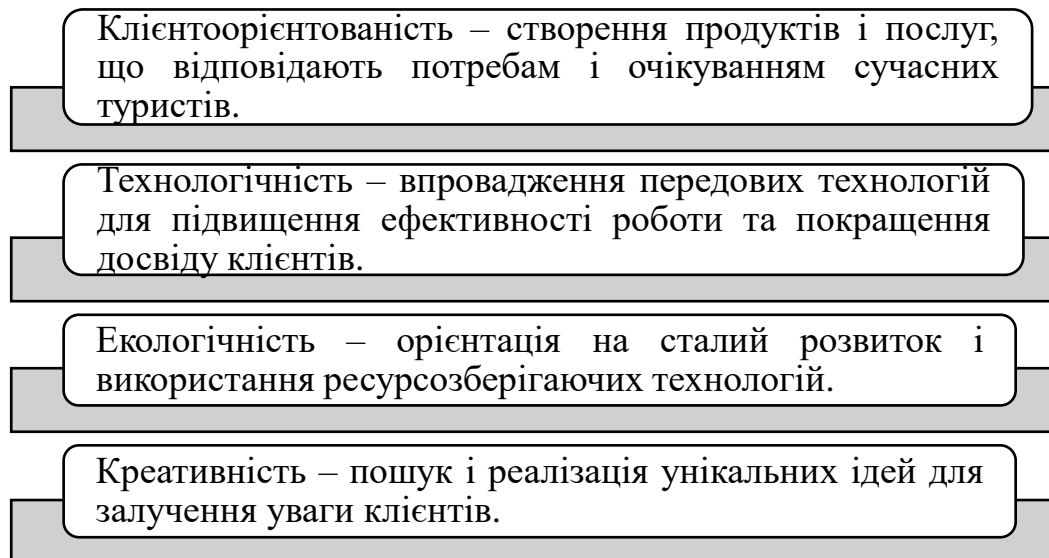 Клієнтоорієнтованість – створення продуктів і послуг,
що відповідають потребам і очікуванням сучасних
туристів.
Технологічність – впровадження передових технологій
для підвищення ефективності роботи та покращення
досвіду клієнтів.
Екологічність – орієнтація на сталий розвиток і
використання ресурсозберігаючих технологій.
Креативність – пошук і реалізація унікальних ідей для
залучення уваги клієнтів.